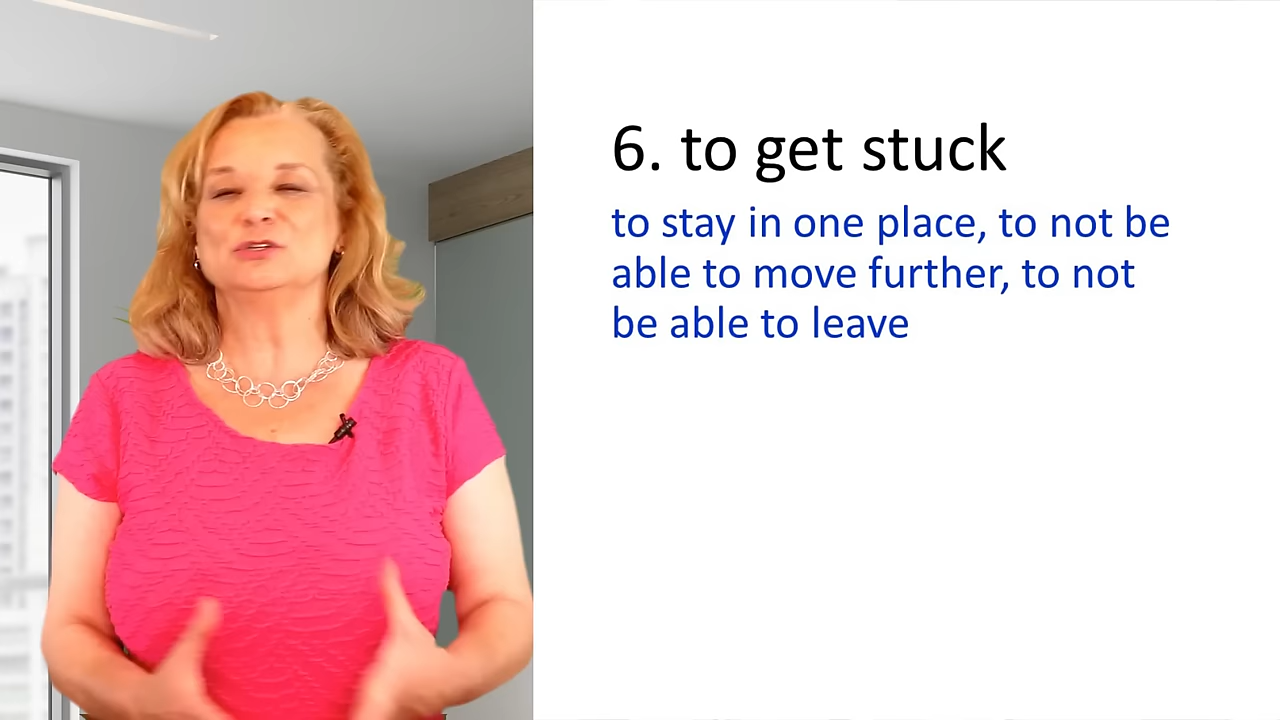 6. to get stuck
to stay in one place, to not be
able to move further, to not
be able to leave